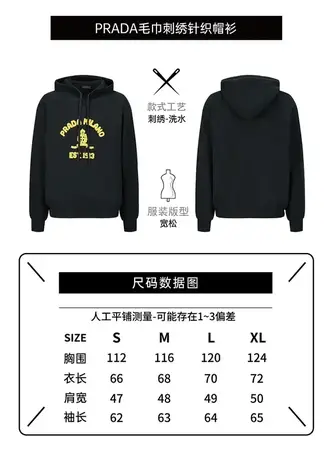 PRADA毛巾刺绣针织帽衫
PRADA MILANO
EST.1913
款式工艺
刺绣-洗水
服装版型
宽松
尺码数据图
人工平铺测量-可能存在1~3偏差
SIZE S M L XL
胸围 112 116 120 124
衣长 66 68 70 72
肩宽 47 48 49 50
袖长 62 63 64 65